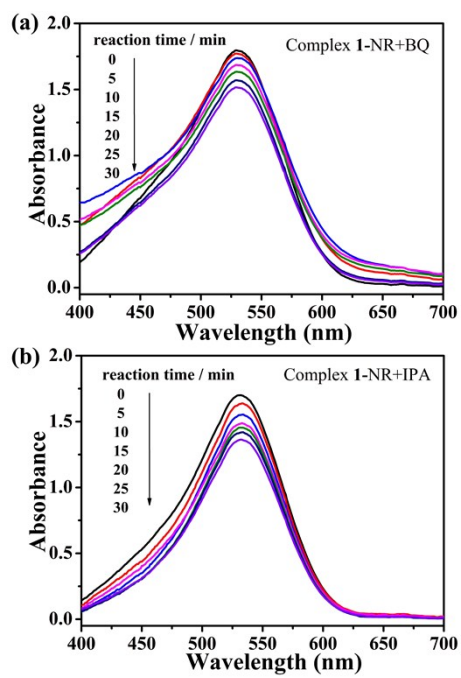 (a)
2.0
reaction time / min
Complex 1-NR+BQ
0
5
10
15
20
25
30
1.5
1.0
0.5
0.0
Absorbance
400 450 500 550 600 650 700
Wavelength (nm)
(b)
2.0
reaction time / min
Complex 1-NR+IPA
0
5
10
15
20
25
30
1.5
1.0
0.5
0.0
Absorbance
400 450 500 550 600 650 700
Wavelength (nm)